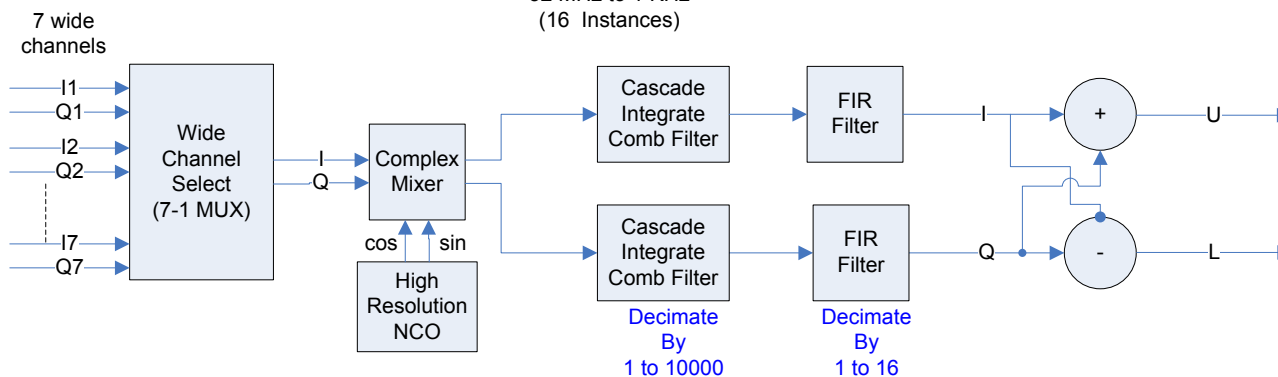 (16 Instances)
7 wide
channels
I1
Q1
I2
Q2
I7
Q7
Wide
Channel
Select
(7-1 MUX)
I
Q
Complex
Mixer
cos
sin
High
Resolution
NCO
Cascade
Integrate
Comb Filter
FIR
Filter
I
+
U
Cascade
Integrate
Comb Filter
FIR
Filter
Q
-
L
Decimate
By
1 to 10000
Decimate
By
1 to 16